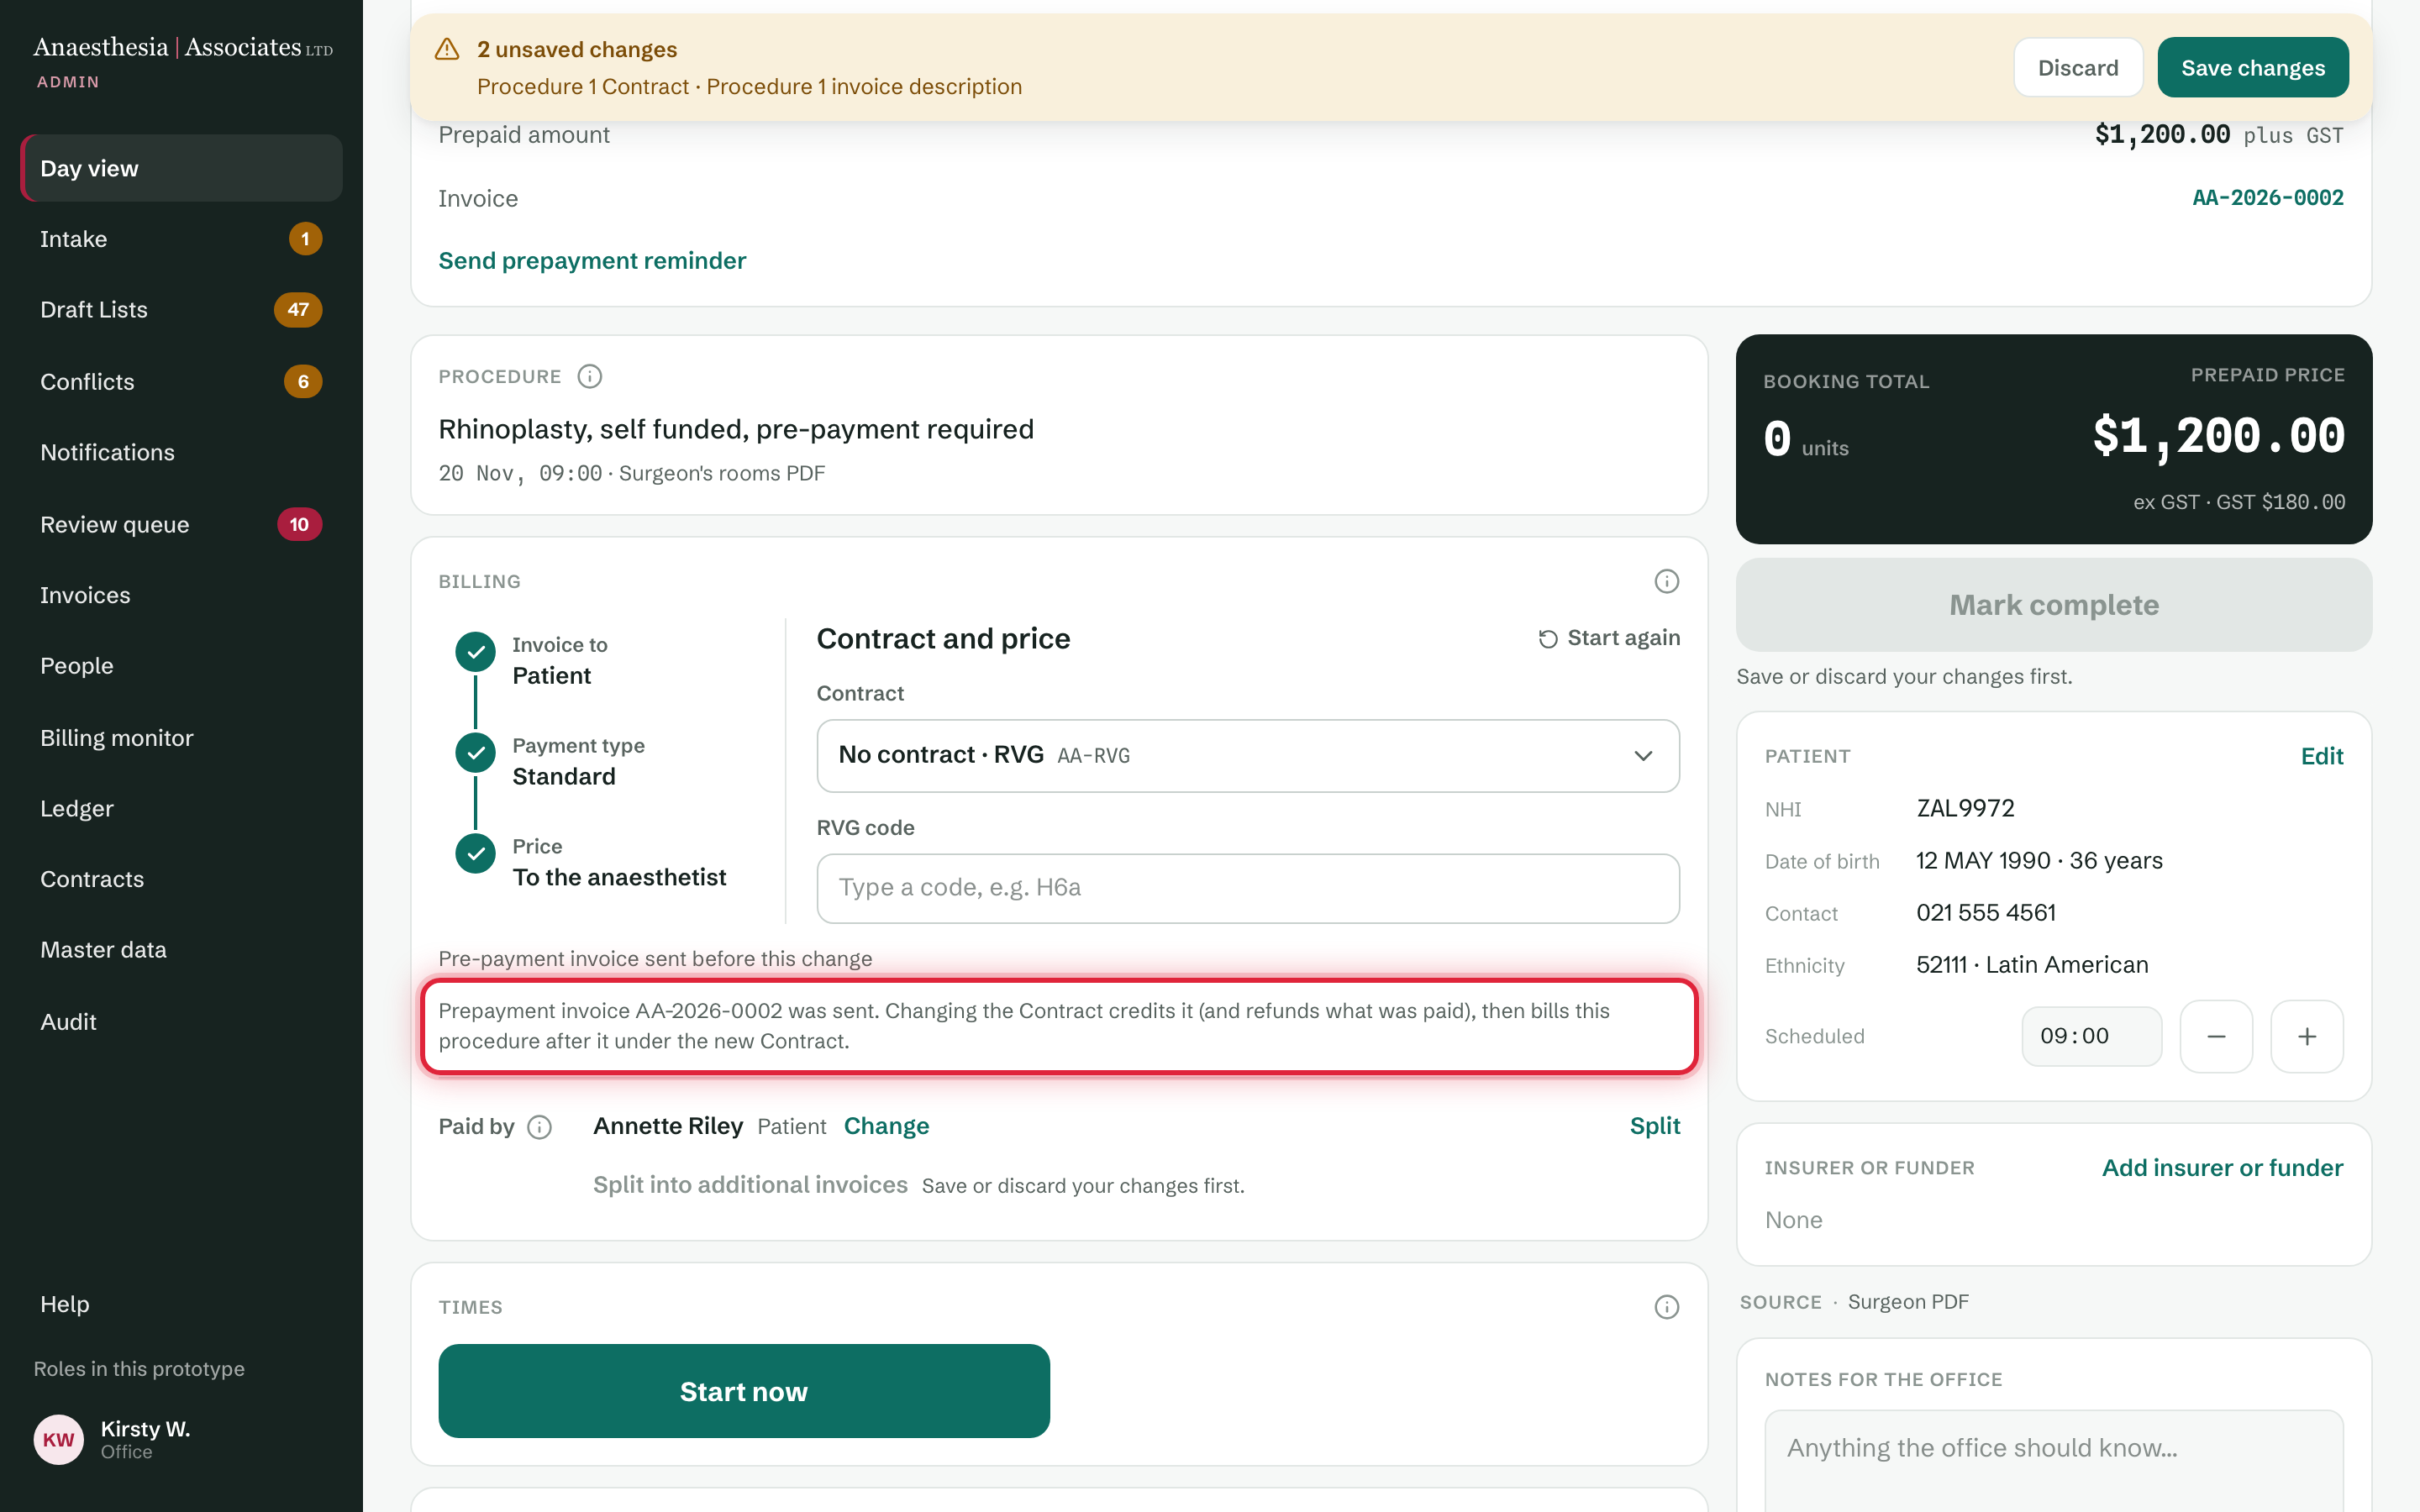 Anaesthesia | Associates LTD
ADMIN
Day view
Intake 1
Draft Lists 47
Conflicts 6
Notifications
Review queue 10
Invoices
People
Billing monitor
Ledger
Contracts
Master data
Audit
Help
Roles in this prototype
KW
Kirsty W.
Office
2 unsaved changes
Procedure 1 Contract · Procedure 1 invoice description
Discard
Save changes
Prepaid amount
$1,200.00 plus GST
Invoice
AA-2026-0002
Send prepayment reminder
PROCEDURE
Rhinoplasty, self funded, pre-payment required
20 Nov, 09:00 · Surgeon's rooms PDF
BILLING
Invoice to
Patient
Payment type
Standard
Price
To the anaesthetist
Contract and price
Start again
Contract
No contract · RVG AA-RVG
RVG code
Type a code, e.g. H6a
Pre-payment invoice sent before this change
Prepayment invoice AA-2026-0002 was sent. Changing the Contract credits it (and refunds what was paid), then bills this
procedure after it under the new Contract.
Paid by
Annette Riley Patient Change
Split
Split into additional invoices Save or discard your changes first.
TIMES
Start now
BOOKING TOTAL
0 units
PREPAID PRICE
$1,200.00
ex GST · GST $180.00
Mark complete
Save or discard your changes first.
PATIENT
Edit
NHI ZAL9972
Date of birth 12 MAY 1990 · 36 years
Contact 021 555 4561
Ethnicity 52111 · Latin American
Scheduled 09:00 − +
INSURER OR FUNDER
Add insurer or funder
None
SOURCE · Surgeon PDF
NOTES FOR THE OFFICE
Anything the office should know...